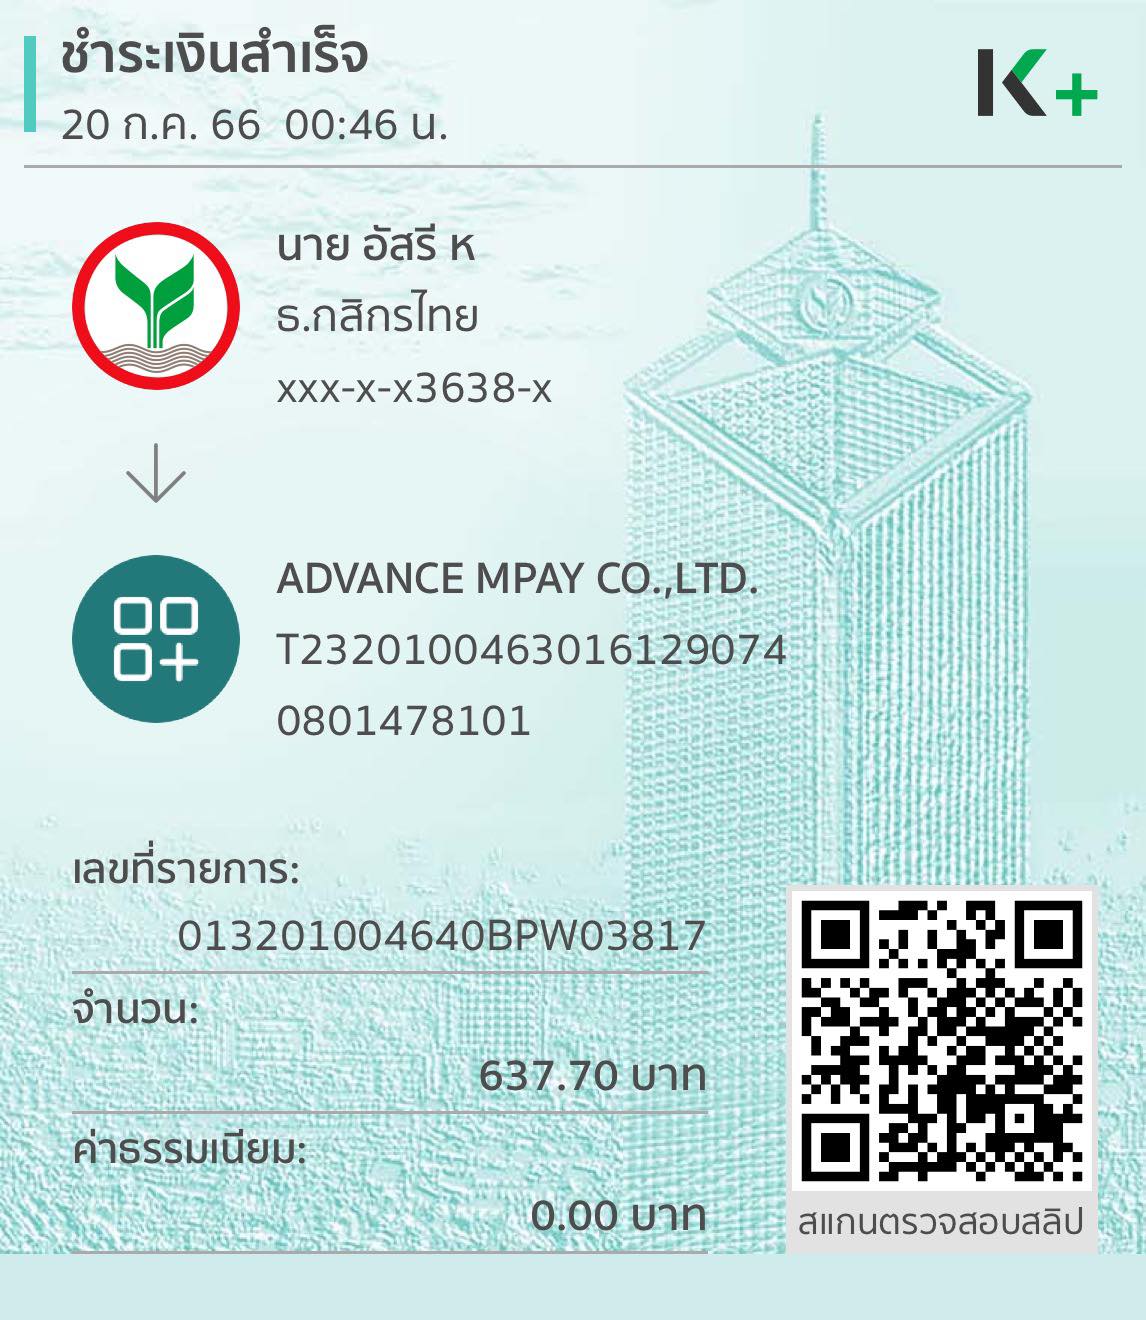 ชำระเงินสำเร็จ
20 ก.ค. 66 00:46 น.
K+
นาย อัสรี ห
ธ.กสิกรไทย
xxx-x-x3638-x
ADVANCE MPAY CO.,LTD.
T2320100463016129074
0801478101
เลขที่รายการ:
013201004640BPW03817
จำนวน:
637.70 บาท
ค่าธรรมเนียม:
0.00 บาท
สแกนตรวจสอบสลิป